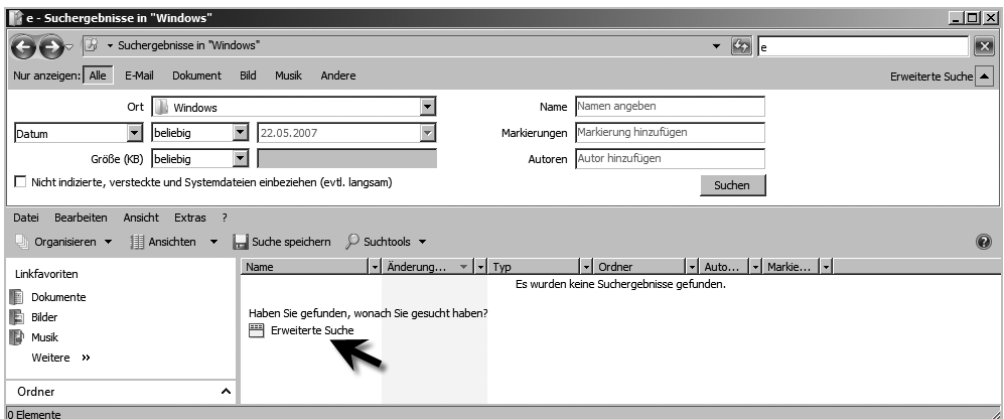 e - Suchergebnisse in "Windows"
Suchergebnisse in "Windows" e
Nur anzeigen: Alle E-Mail Dokument Bild Musik Andere Erweiterte Suche
Ort Windows Name Namen angeben
Datum beliebig 22.05.2007 Markierungen Markierung hinzufügen
Größe (KB) beliebig Autoren Autor hinzufügen
Nicht indizierte, versteckte und Systemdateien einbeziehen (evtl. langsam) Suchen
Datei Bearbeiten Ansicht Extras ?
Organisieren Ansichten Suche speichern Suchtools ?
Linkfavoriten
Dokumente
Bilder
Musik
Weitere »
Ordner
Name Änderung... Typ Ordner Auto... Markie...
Es wurden keine Suchergebnisse gefunden.
Haben Sie gefunden, wonach Sie gesucht haben?
Erweiterte Suche
0 Elemente